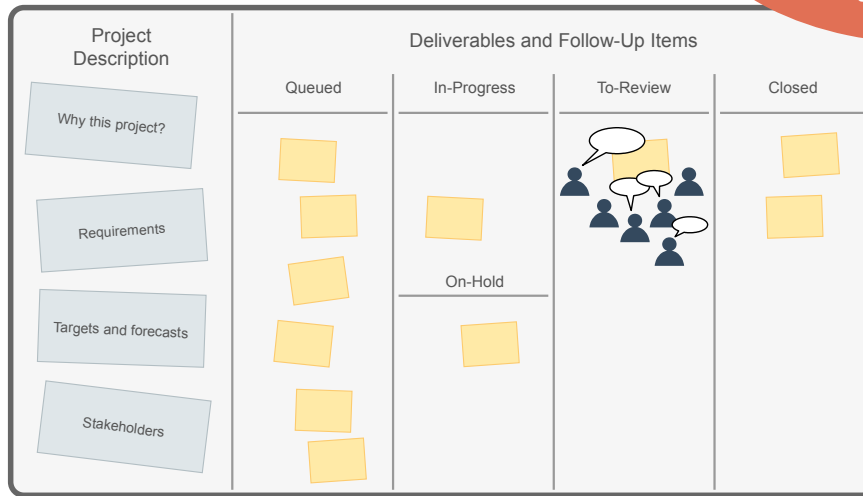 Project
Description
Deliverables and Follow-Up Items
Queued
In-Progress
To-Review
Closed
Why this project?
Requirements
On-Hold
Targets and forecasts
Stakeholders